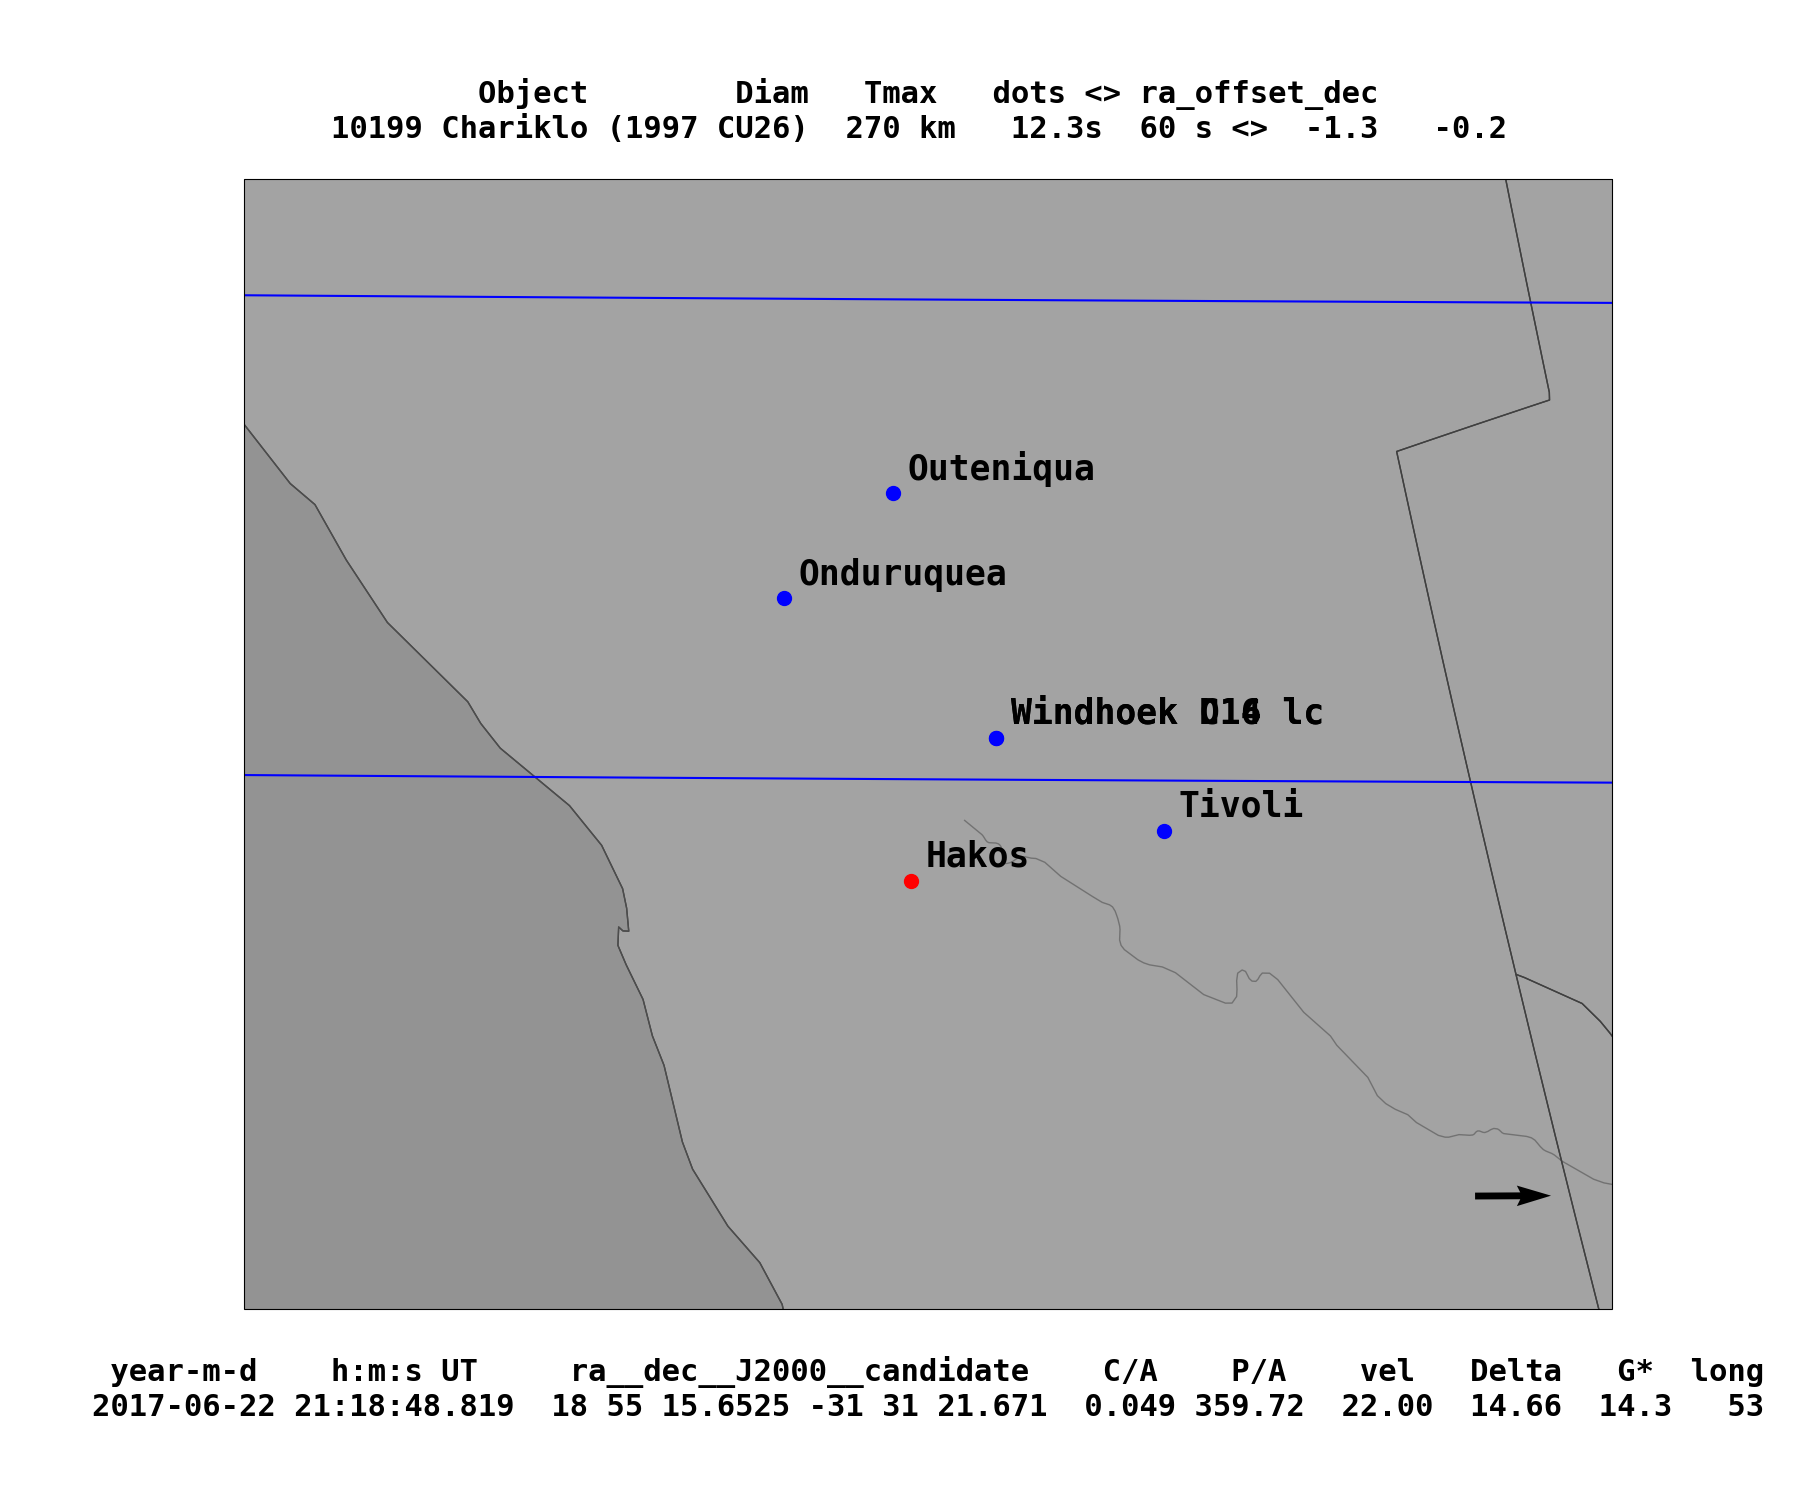 Object Diam Tmax dots <> ra_offset_dec
10199 Chariklo (1997 CU26) 270 km 12.3s 60 s <> -1.3 -0.2
Outeniqua
Onduruquea
Windhoek lc
Tivoli
Hakos
year-m-d h:m:s UT ra__dec__J2000__candidate C/A P/A vel Delta G* long
2017-06-22 21:18:48.819 18 55 15.6525 -31 31 21.671 0.049 359.72 22.00 14.66 14.3 53